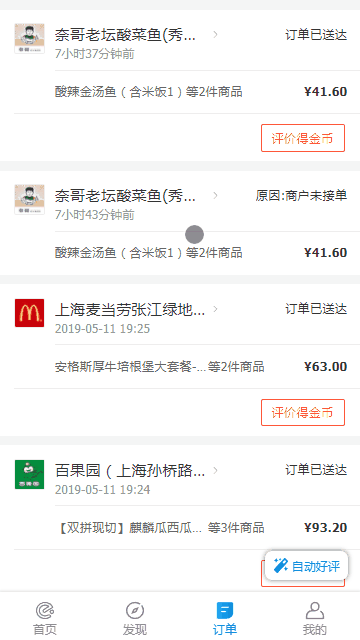 奈哥老坛酸菜鱼(秀... 订单已送达
7小时37分钟前
酸辣金汤鱼（含米饭1）等2件商品 ¥41.60
评价得金币
奈哥老坛酸菜鱼(秀... 原因:商户未接单
7小时43分钟前
酸辣金汤鱼（含米饭1）等2件商品 ¥41.60
上海麦当劳张江绿地... 订单已送达
2019-05-11 19:25
安格斯厚牛培根堡大套餐-...等2件商品 ¥63.00
评价得金币
百果园（上海孙桥路... 订单已送达
2019-05-11 19:24
【双拼现切】麒麟瓜西瓜... 等3件商品 ¥93.20
自动好评
首页 发现 订单 我的